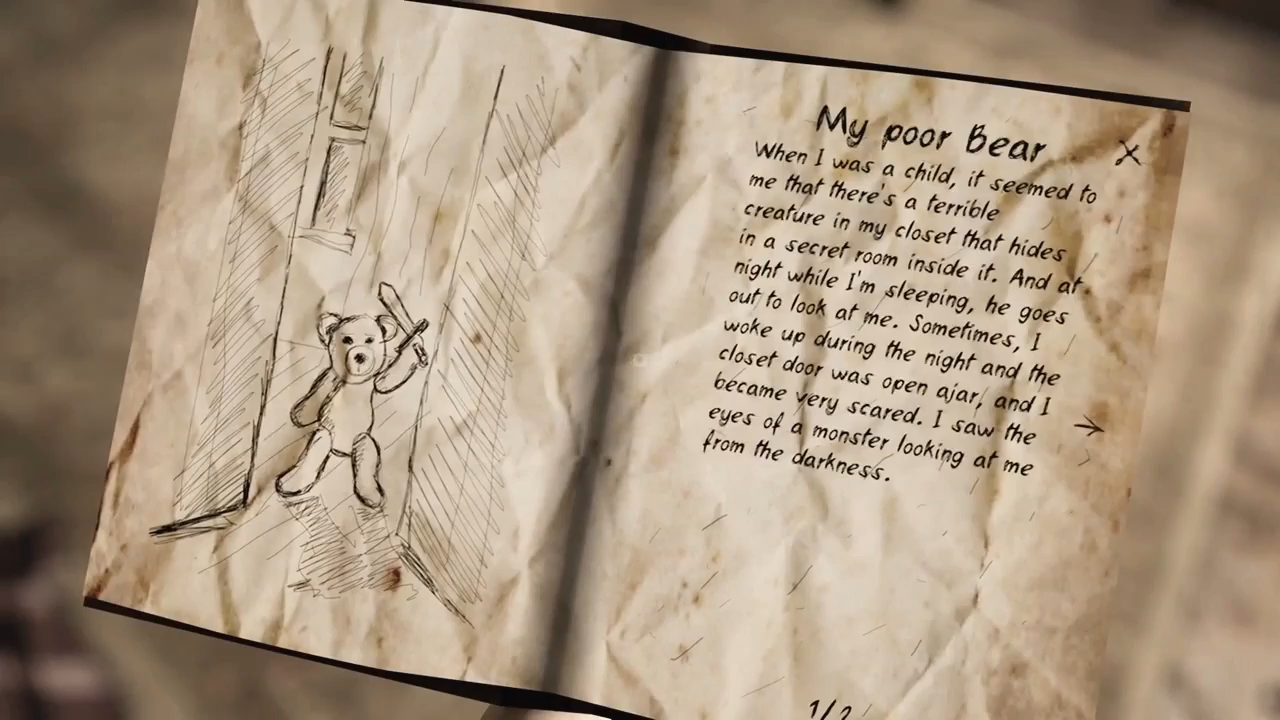 My poor Bear
When I was a child, it seemed to
me that there's a terrible
creature in my closet that hides
in a secret room inside it. And at
night while I'm sleeping, he goes
out to look at me. Sometimes, I
woke up during the night and the
closet door was open ajar, and I
became very scared. I saw the
eyes of a monster looking at me
from the darkness.
1/2